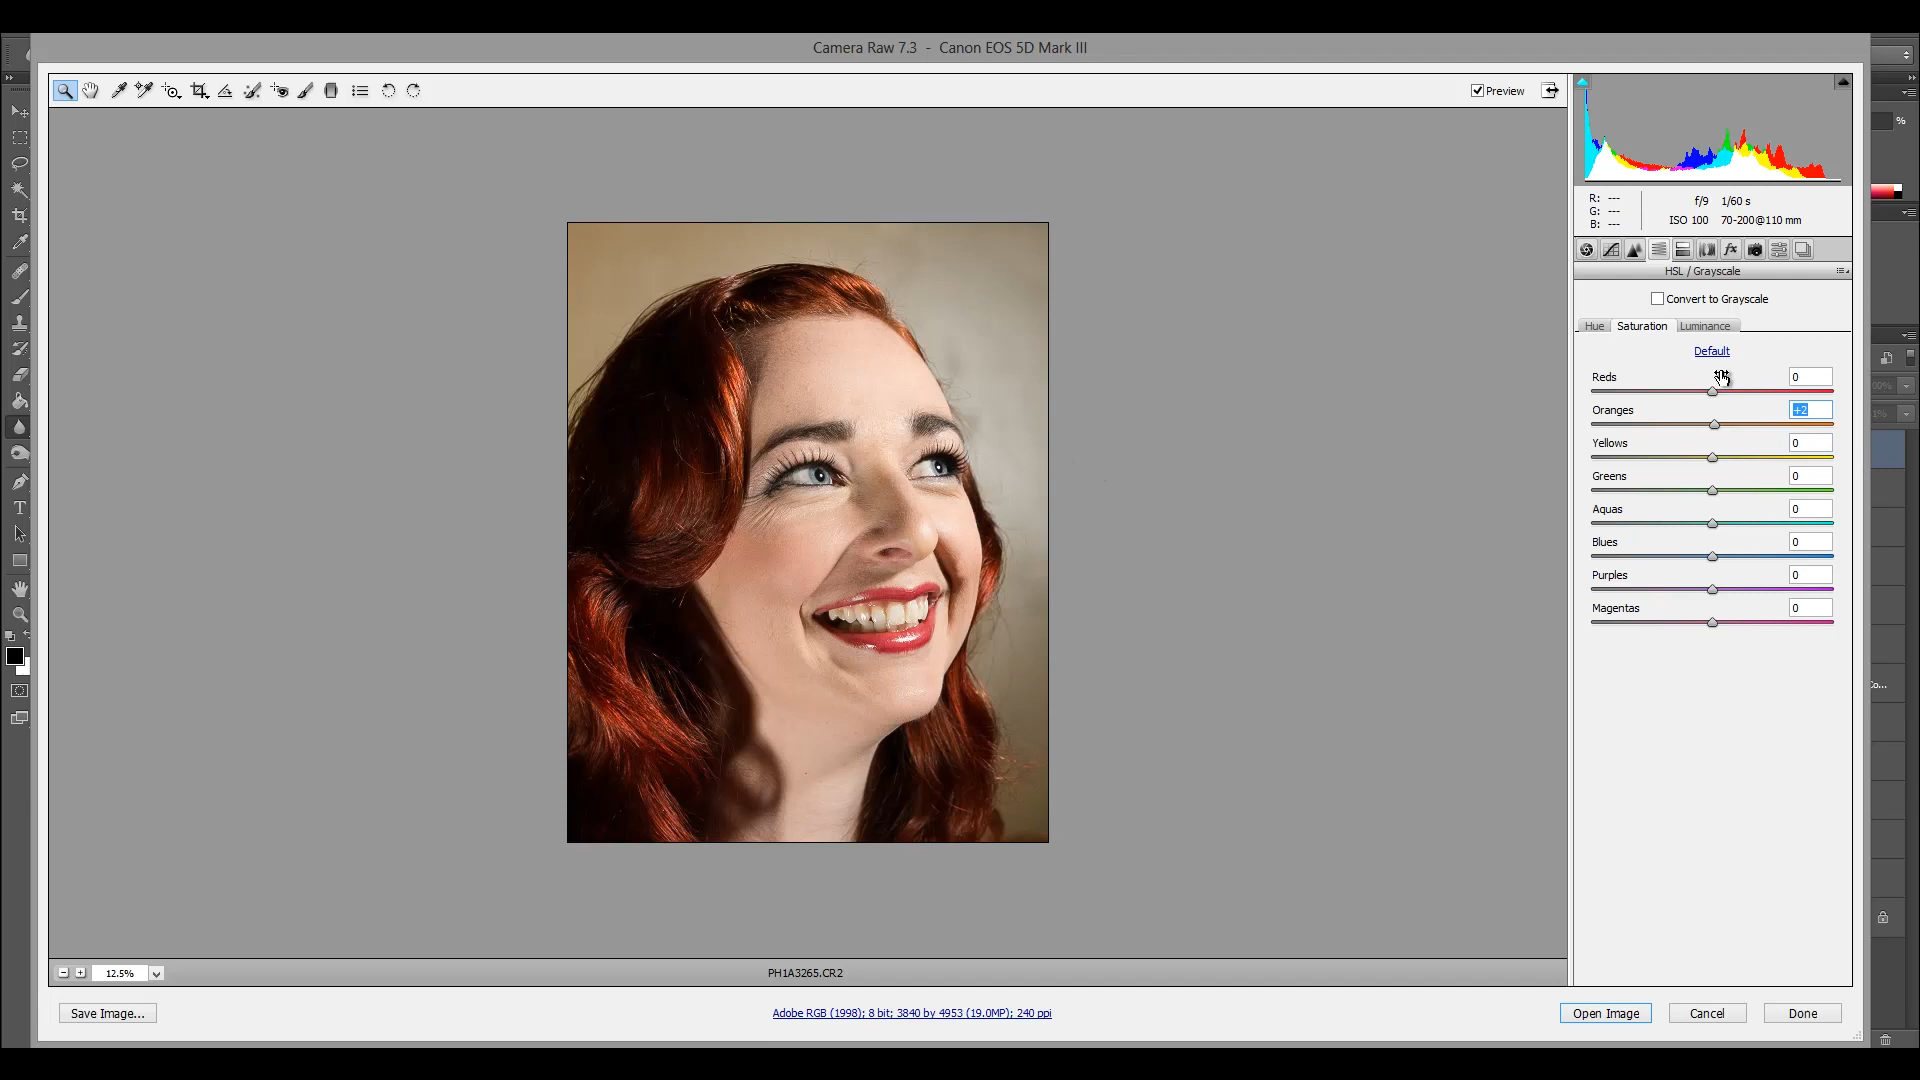 Camera Raw 7.3 - Canon EOS 5D Mark III
Preview
%
R: ---
G: ---
B: ---
f/9 1/60 s
ISO 100 70-200@110 mm
fx
HSL / Grayscale
Convert to Grayscale
Hue Saturation Luminance
Default
Reds 0
Oranges +2
Yellows 0
Greens 0
Aquas 0
Blues 0
Purples 0
Magentas 0
T
12.5%
PH1A3265.CR2
Save Image...
Adobe RGB (1998); 8 bit; 3840 by 4953 (19.0MP); 240 ppi
Open Image
Cancel
Done